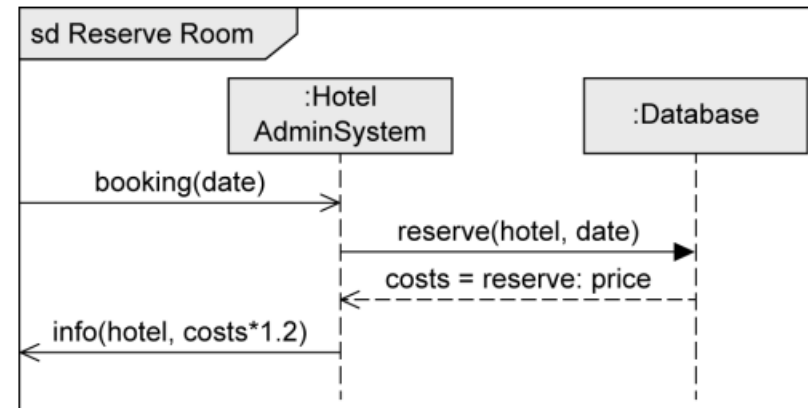 sd Reserve Room
:Hotel
AdminSystem
:Database
booking(date)
reserve(hotel, date)
costs = reserve: price
info(hotel, costs*1.2)